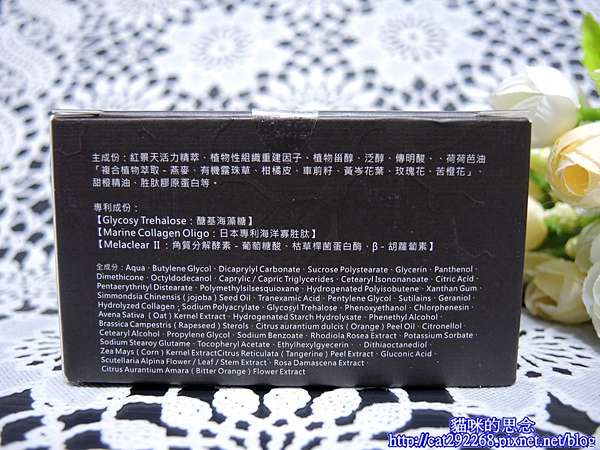 主成份：紅景天活力精萃、植物性組織重建因子、植物甾醇、泛醇、傳明酸、、荷荷芭油
「複合植物萃取 - 燕麥、有機露珠草、柑橘皮、車前籽、黃岑花葉、玫瑰花、苦橙花」、
甜橙精油、胜肽膠原蛋白等。
專利成份：
【Glycosy Trehalose：醣基海藻糖】
【Marine Collagen Oligo：日本專利海洋寡胜肽】
【Melaclear II：角質分解酵素 - 葡萄糖酸、枯草桿菌蛋白酶、β - 胡蘿蔔素】
全成分：Aqua · Butylene Glycol · Dicaprylyl Carbonate · Sucrose Polystearate · Glycerin · Panthenol ·
Dimethicone · Octyldodecanol · Caprylic / Capric Triglycerides · Cetearyl Isononanoate · Citric Acid ·
Pentaerythrityl Distearate · Polymethylsilsesquioxane · Hydrogenated Polyisobutene · Xanthan Gum ·
Simmondsia Chinensis ( jojoba ) Seed Oil · Tranexamic Acid · Pentylene Glycol · Sutilains · Geraniol ·
Hydrolyzed Collagen · Sodium Polyacrylate · Glycosyl Trehalose · Phenoxyethanol · Chlorphenesin ·
Avena Sativa ( Oat ) Kernel Extract · Hydrogenated Starch Hydrolysate · Phenethyl Alcohol ·
Brassica Campestris ( Rapeseed ) Sterols · Citrus aurantium dulcis ( Orange ) Peel Oil · Citronellol ·
Cetearyl Alcohol · Propylene Glycol · Sodium Benzoate · Rhodiola Rosea Extract · Potassium Sorbate ·
Sodium Stearoy Glutamate · Tocopheryl Acetate · Ethylhexylgycerin · Dithiaoctanediol ·
Zea Mays ( Corn ) Kernel ExtractCitrus Reticulata ( Tangerine ) Peel Extract · Gluconic Acid ·
Scutellaria Alpina Flower / Leaf / Stem Extract · Rosa Damascena Extract ·
Citrus Aurantium Amara ( Bitter Orange ) Flower Extract
貓咪的思念
http://cat292268.pixnet.net/blog